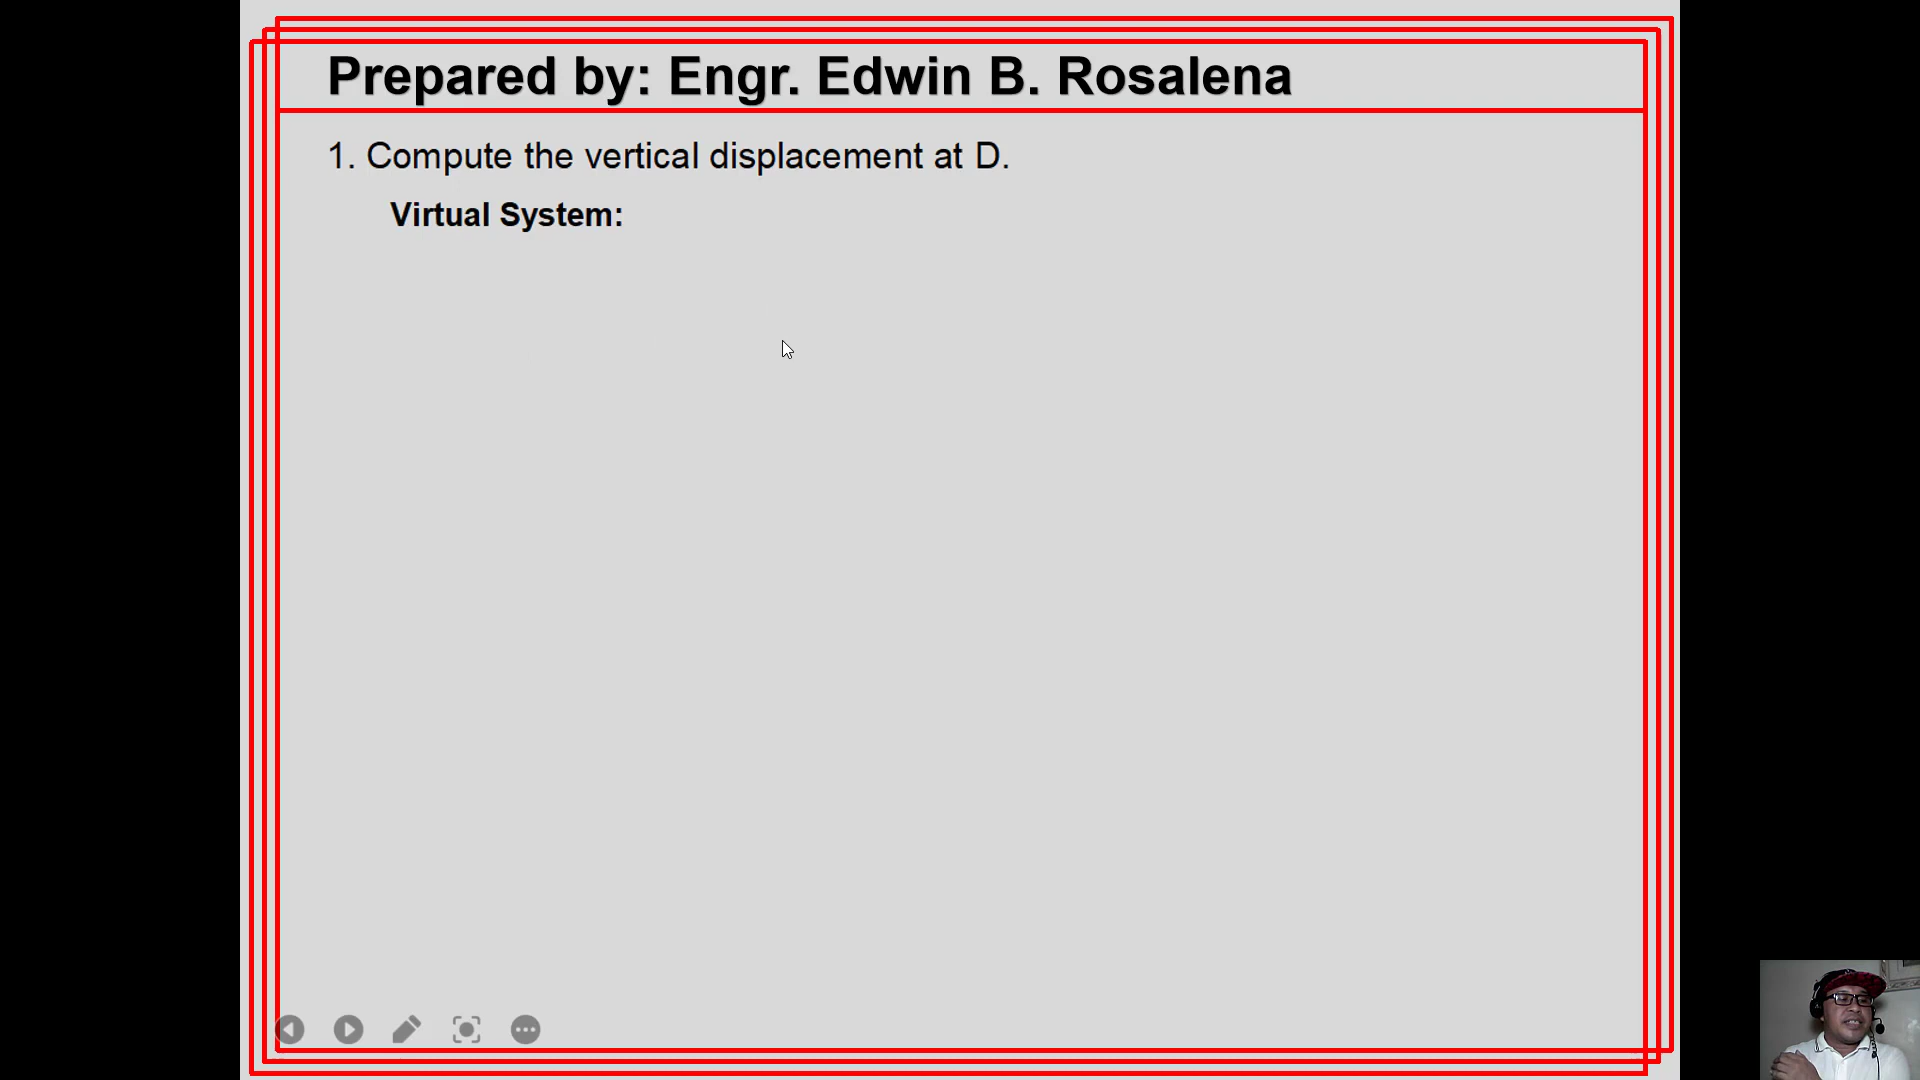 Prepared by: Engr. Edwin B. Rosalena
1. Compute the vertical displacement at D.
Virtual System: